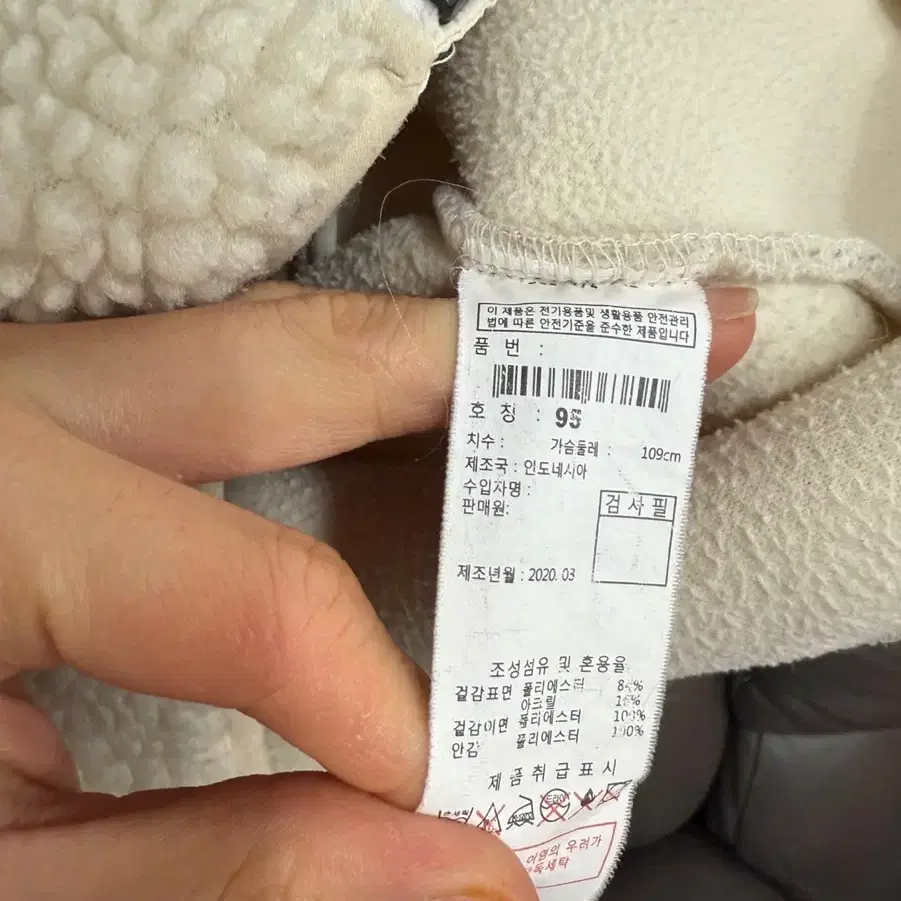 이 제품은 전기용품및 생활용품 안전관리
법에 따른 안전기준을 준수한 제품입니다
품 번 :
호 칭 : 95
치수 : 가슴둘레 : 109cm
제조국 : 인도네시아
수입자명 :
판매원:
검 사 필
제조년월 : 2020. 03
조성섬유 및 혼용율
겉감표면 폴리에스터 84%
아크릴 16%
겉감이면 폴리에스터 100%
안감 폴리에스터 100%
제 품 취 급 표 시
이염의 우려가
단독세탁